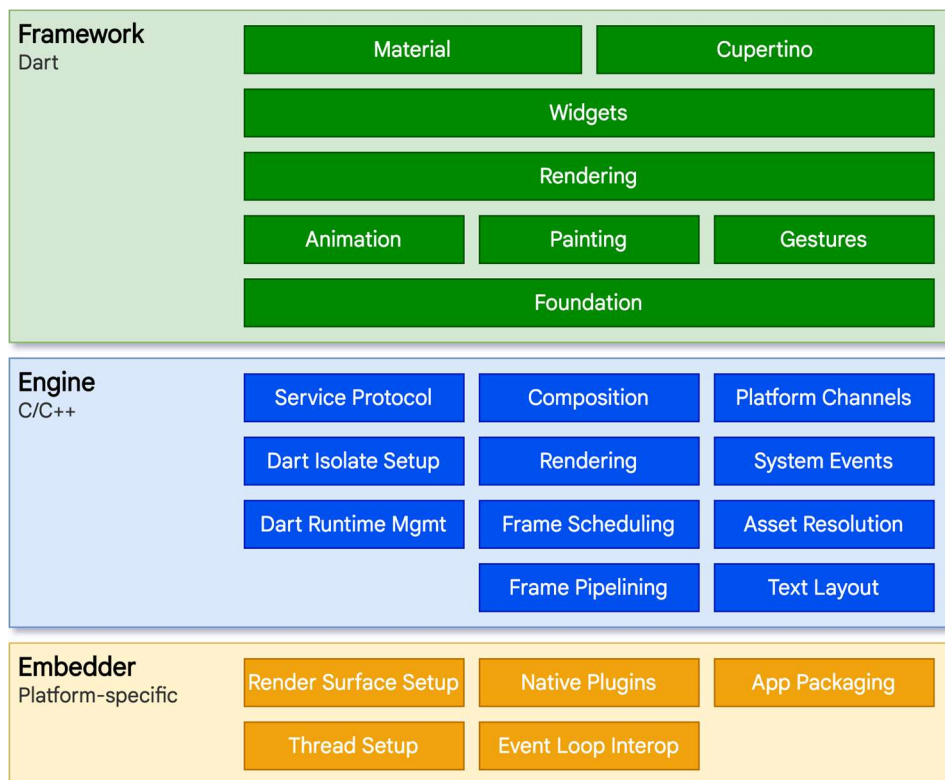 Framework
Dart
Material
Cupertino
Widgets
Rendering
Animation
Painting
Gestures
Foundation
Engine
C/C++
Service Protocol
Composition
Platform Channels
Dart Isolate Setup
Rendering
System Events
Dart Runtime Mgmt
Frame Scheduling
Asset Resolution
Frame Pipelining
Text Layout
Embedder
Platform-specific
Render Surface Setup
Native Plugins
App Packaging
Thread Setup
Event Loop Interop